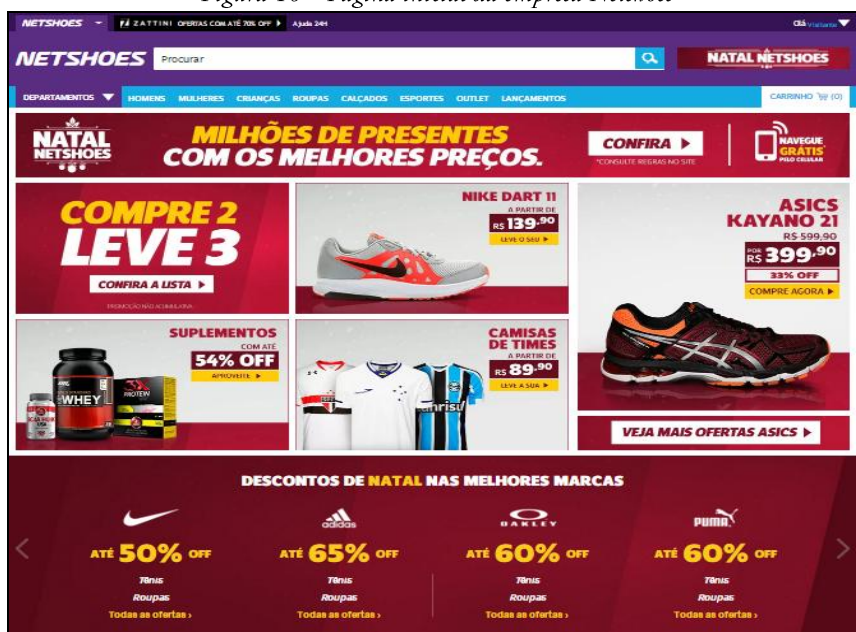 NETSHOES
ZATTINI OFERTAS COM ATÉ 70% OFF
Ajuda 24H
Olá Visitante
NETSHOES
Procurar
NATAL NETSHOES
DEPARTAMENTOS
HOMENS MULHERES CRIANÇAS ROUPAS CALÇADOS ESPORTES OUTLET LANÇAMENTOS
CARRINHO (0)
NATAL
NETSHOES
MILHÕES DE PRESENTES
COM OS MELHORES PREÇOS.
CONFIRA
*CONSULTE REGRAS NO SITE
NAVEGUE
GRÁTIS
PELO CELULAR
COMPRE 2
LEVE 3
CONFIRA A LISTA
PROMOÇÃO NÃO ACUMULATIVA
NIKE DART 11
A PARTIR DE
R$ 139,90
LEVE O SEU
ASICS
KAYANO 21
R$ 599,90
POR
R$ 399,90
33% OFF
COMPRE AGORA
SUPLEMENTOS
COM ATÉ
54% OFF
APROVEITE
WHEY
CAMISAS
DE TIMES
A PARTIR DE
R$ 89,90
LEVE A SUA
VEJA MAIS OFERTAS ASICS
DESCONTOS DE NATAL NAS MELHORES MARCAS
adidas
OAKLEY
PUMA
ATÉ 50% OFF
Tênis
Roupas
Todas as ofertas ›
ATÉ 65% OFF
Tênis
Roupas
Todas as ofertas ›
ATÉ 60% OFF
Tênis
Roupas
Todas as ofertas ›
ATÉ 60% OFF
Tênis
Roupas
Todas as ofertas ›